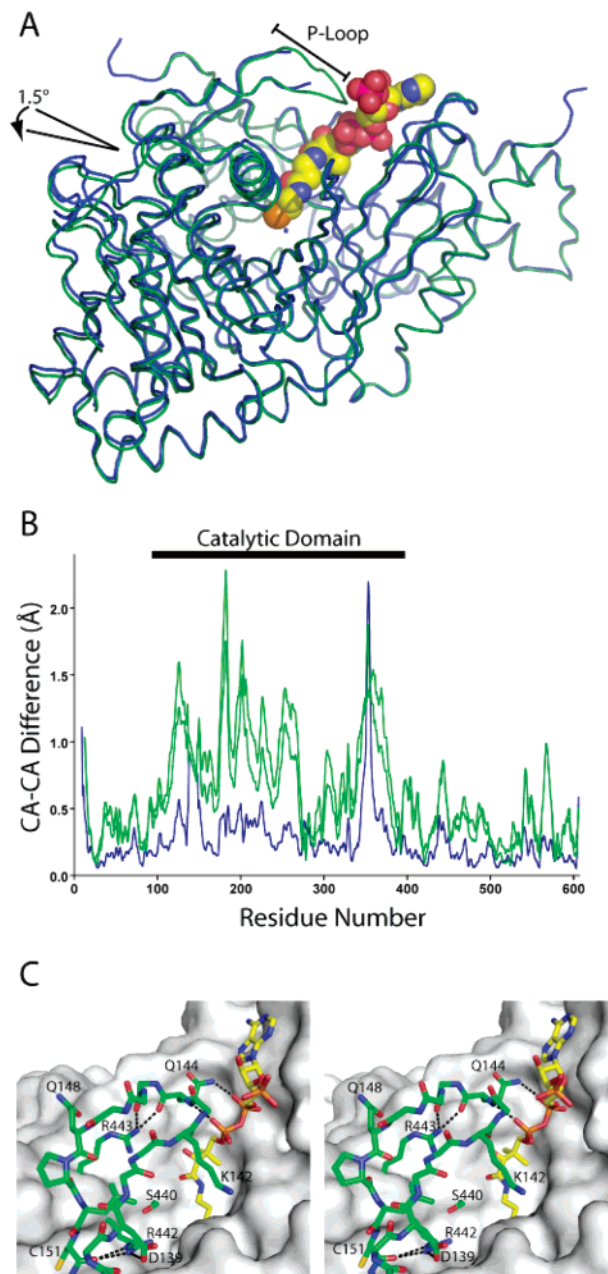 A
P-Loop
1.5°
B
Catalytic Domain
CA-CA Difference (Å)
2.0
1.5
1.0
0.5
0.0
0 100 200 300 400 500 600
Residue Number
C
Q144 Q144
Q148 Q148
R443 R443
K142 K142
S440 S440
R442 R442
C151 C151
D139 D139